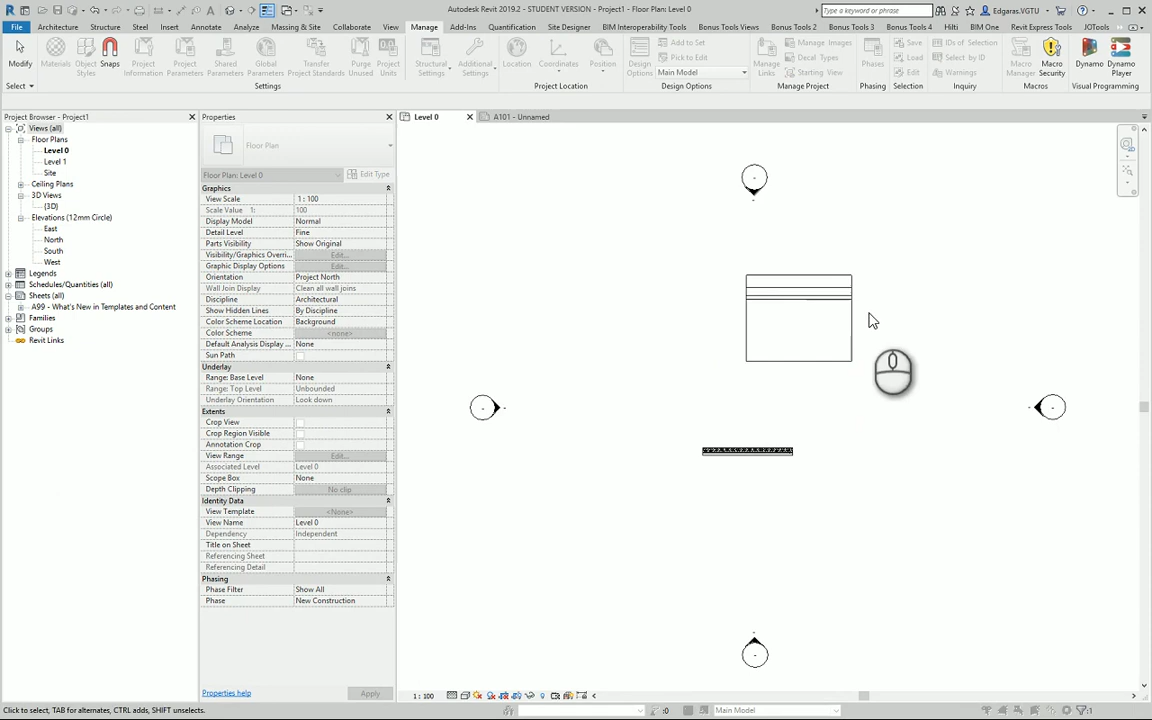 Autodesk Revit 2019.2 - STUDENT VERSION - Project1 - Floor Plan: Level 0
Type a keyword or phrase
Edgaras.VGTU
File Architecture Structure Steel Insert Annotate Analyze Massing & Site Collaborate View Manage Add-Ins Quantification Site Designer BIM Interoperability Tools Bonus Tools Views Bonus Tools 2 Bonus Tools 3 Bonus Tools 4 Hilti BIM One Revit Express Tools JOTools
Modify
Materials
Object Styles
Snaps
Project Information
Project Parameters
Shared Parameters
Global Parameters
Transfer Project Standards
Purge Unused
Project Units
Structural Settings
Additional Settings
Location
Coordinates
Position
Design Options
Add to Set
Pick to Edit
Main Model
Manage Links
Manage Images
Decal Types
Starting View
Phases
Save
Load
Edit
IDs of Selection
Select by ID
Warnings
Macro Manager
Macro Security
Dynamo
Dynamo Player
Select Settings Project Location Design Options Manage Project Phasing Selection Inquiry Macros Visual Programming
Project Browser - Project1
Views (all)
Floor Plans
Level 0
Level 1
Site
Ceiling Plans
3D Views
{3D}
Elevations (12mm Circle)
East
North
South
West
Legends
Schedules/Quantities (all)
Sheets (all)
A99 - What's New in Templates and Content
Families
Groups
Revit Links
Properties
Floor Plan
Floor Plan: Level 0 Edit Type
Graphics
View Scale 1 : 100
Scale Value 1: 100
Display Model Normal
Detail Level Fine
Parts Visibility Show Original
Visibility/Graphics Overri... Edit...
Graphic Display Options Edit...
Orientation Project North
Wall Join Display Clean all wall joins
Discipline Architectural
Show Hidden Lines By Discipline
Color Scheme Location Background
Color Scheme <none>
Default Analysis Display ... None
Sun Path
Underlay
Range: Base Level None
Range: Top Level Unbounded
Underlay Orientation Look down
Extents
Crop View
Crop Region Visible
Annotation Crop
View Range Edit...
Associated Level Level 0
Scope Box None
Depth Clipping No clip
Identity Data
View Template <None>
View Name Level 0
Dependency Independent
Title on Sheet
Referencing Sheet
Referencing Detail
Phasing
Phase Filter Show All
Phase New Construction
Properties help Apply
Level 0
A101 - Unnamed
1 : 100
Click to select, TAB for alternates, CTRL adds, SHIFT unselects.
:0
Main Model
:1